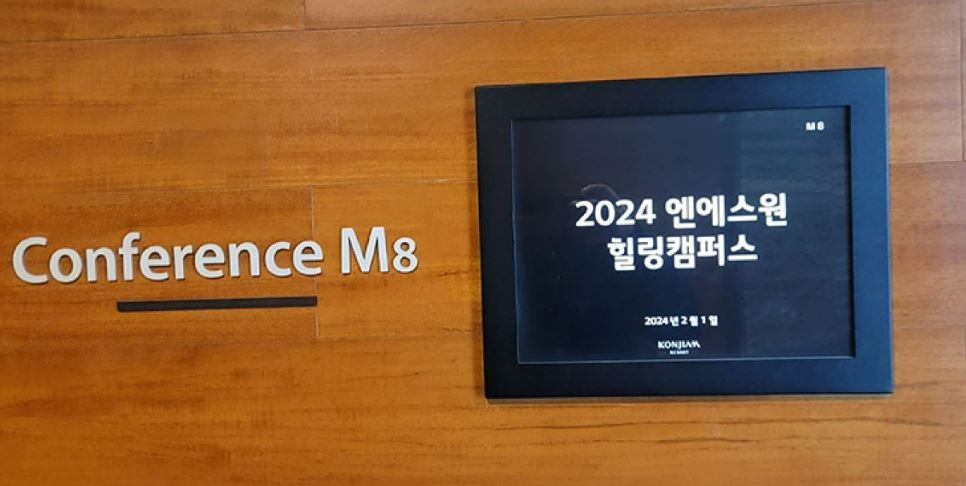 Conference M8
M8
2024 엔에스원
힐링캠퍼스
2024년 2월 1일
KONJIAM
RESORT